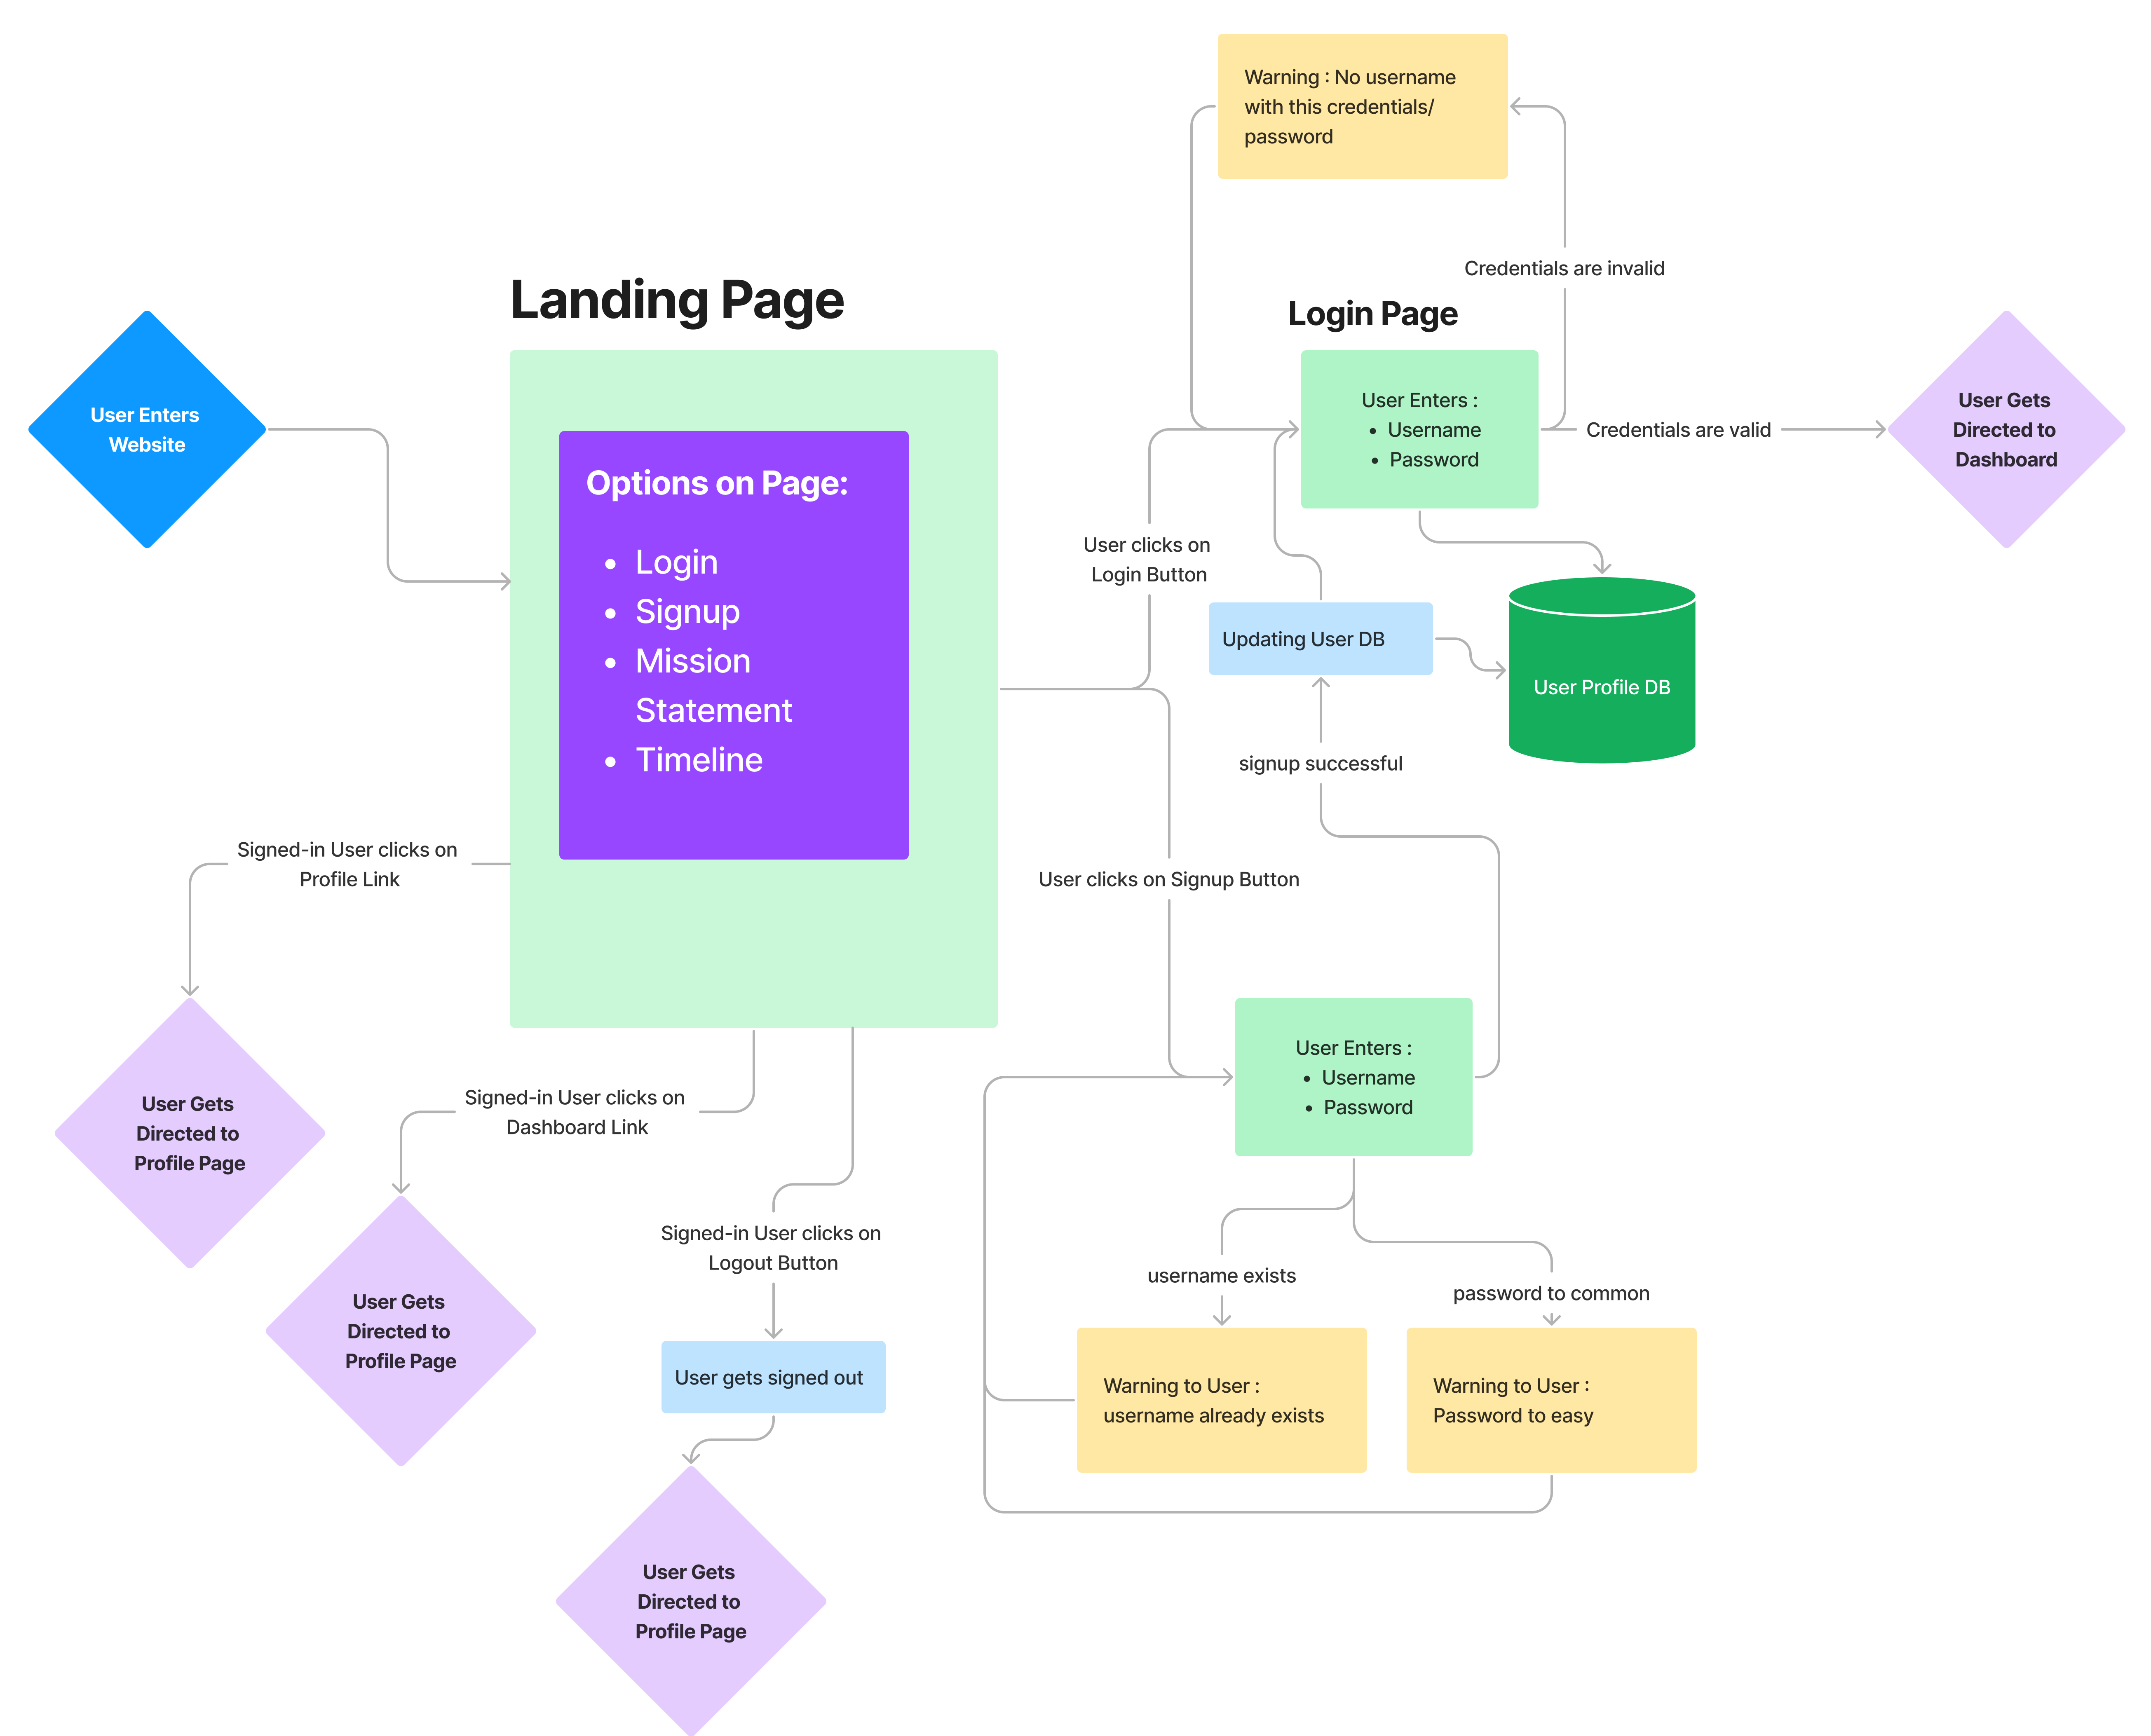 Warning : No username
with this credentials/
password
Credentials are invalid
Landing Page
Login Page
User Enters
Website
Options on Page:
• Login
• Signup
• Mission
Statement
• Timeline
User Enters :
• Username
• Password
Credentials are valid
User Gets
Directed to
Dashboard
User clicks on
Login Button
Updating User DB
User Profile DB
signup successful
Signed-in User clicks on
Profile Link
User clicks on Signup Button
User Gets
Directed to
Profile Page
Signed-in User clicks on
Dashboard Link
User Enters :
• Username
• Password
User Gets
Directed to
Profile Page
Signed-in User clicks on
Logout Button
username exists
password to common
User gets signed out
Warning to User :
username already exists
Warning to User :
Password to easy
User Gets
Directed to
Profile Page